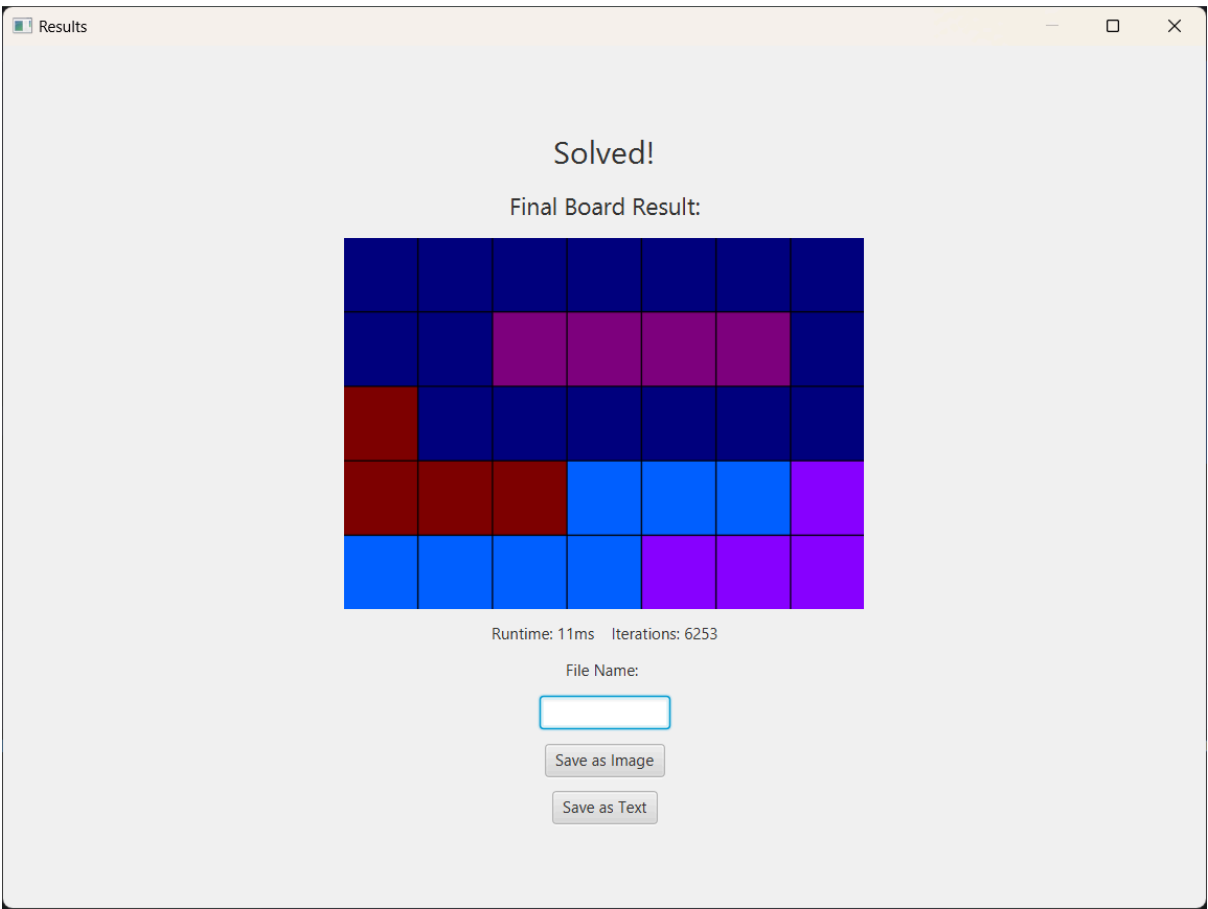 Results
Solved!
Final Board Result:
Runtime: 11ms Iterations: 6253
File Name:
Save as Image
Save as Text